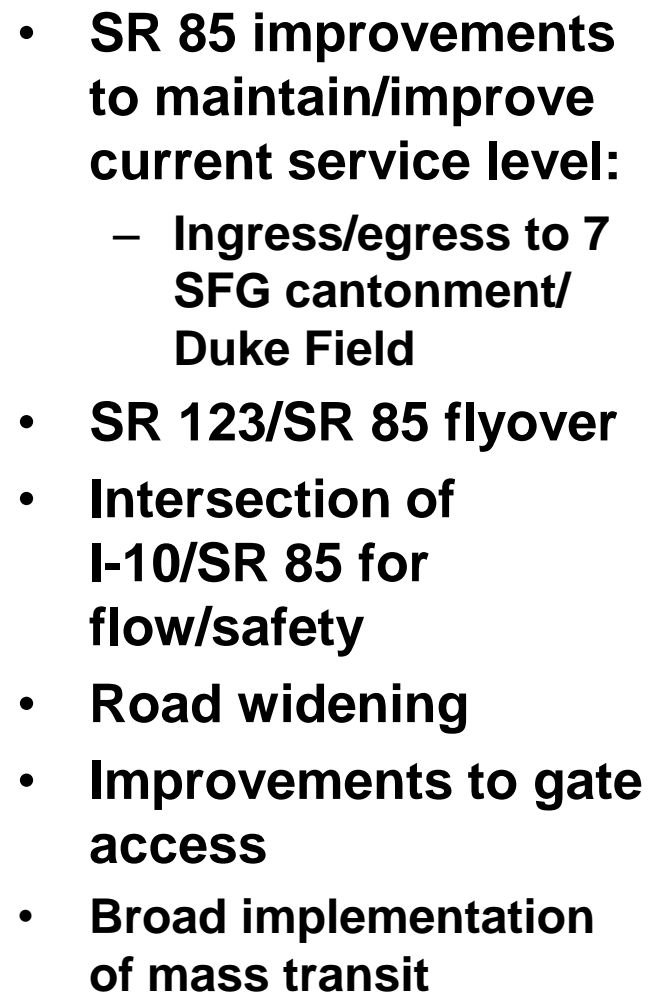 • SR 85 improvements
to maintain/improve
current service level:
– Ingress/egress to 7
SFG cantonment/
Duke Field
• SR 123/SR 85 flyover
• Intersection of
I-10/SR 85 for
flow/safety
• Road widening
• Improvements to gate
access
• Broad implementation
of mass transit